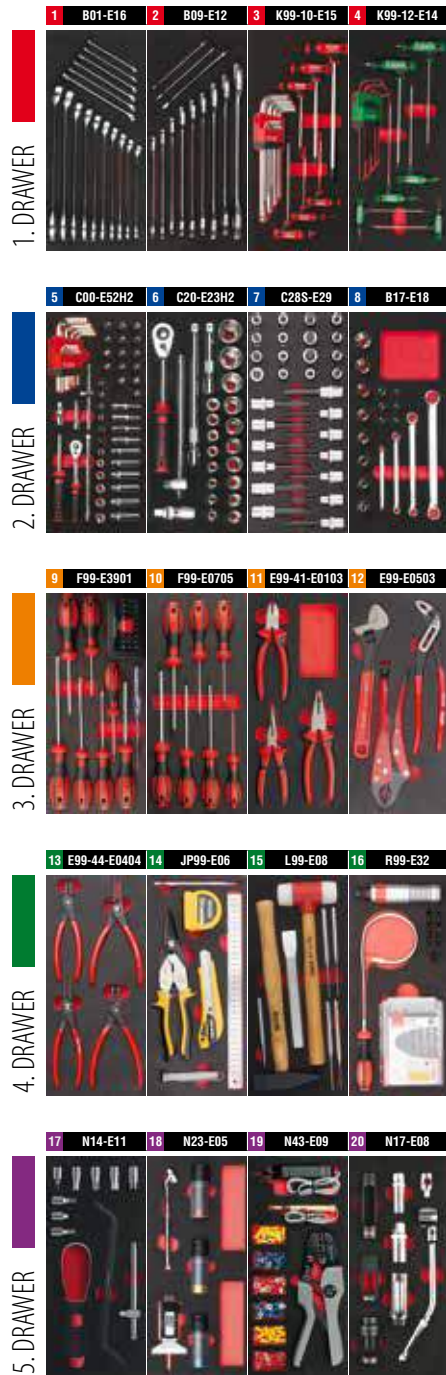 1 B01-E16 2 B09-E12 3 K99-10-E15 4 K99-12-E14
1. DRAWER
5 C00-E52H2 6 C20-E23H2 7 C28S-E29 8 B17-E18
2. DRAWER
9 F99-E3901 10 F99-E0705 11 E99-41-E0103 12 E99-E0503
3. DRAWER
13 E99-44-E0404 14 JP99-E06 15 L99-E08 16 R99-E32
4. DRAWER
17 N14-E11 18 N23-E05 19 N43-E09 20 N17-E08
5. DRAWER